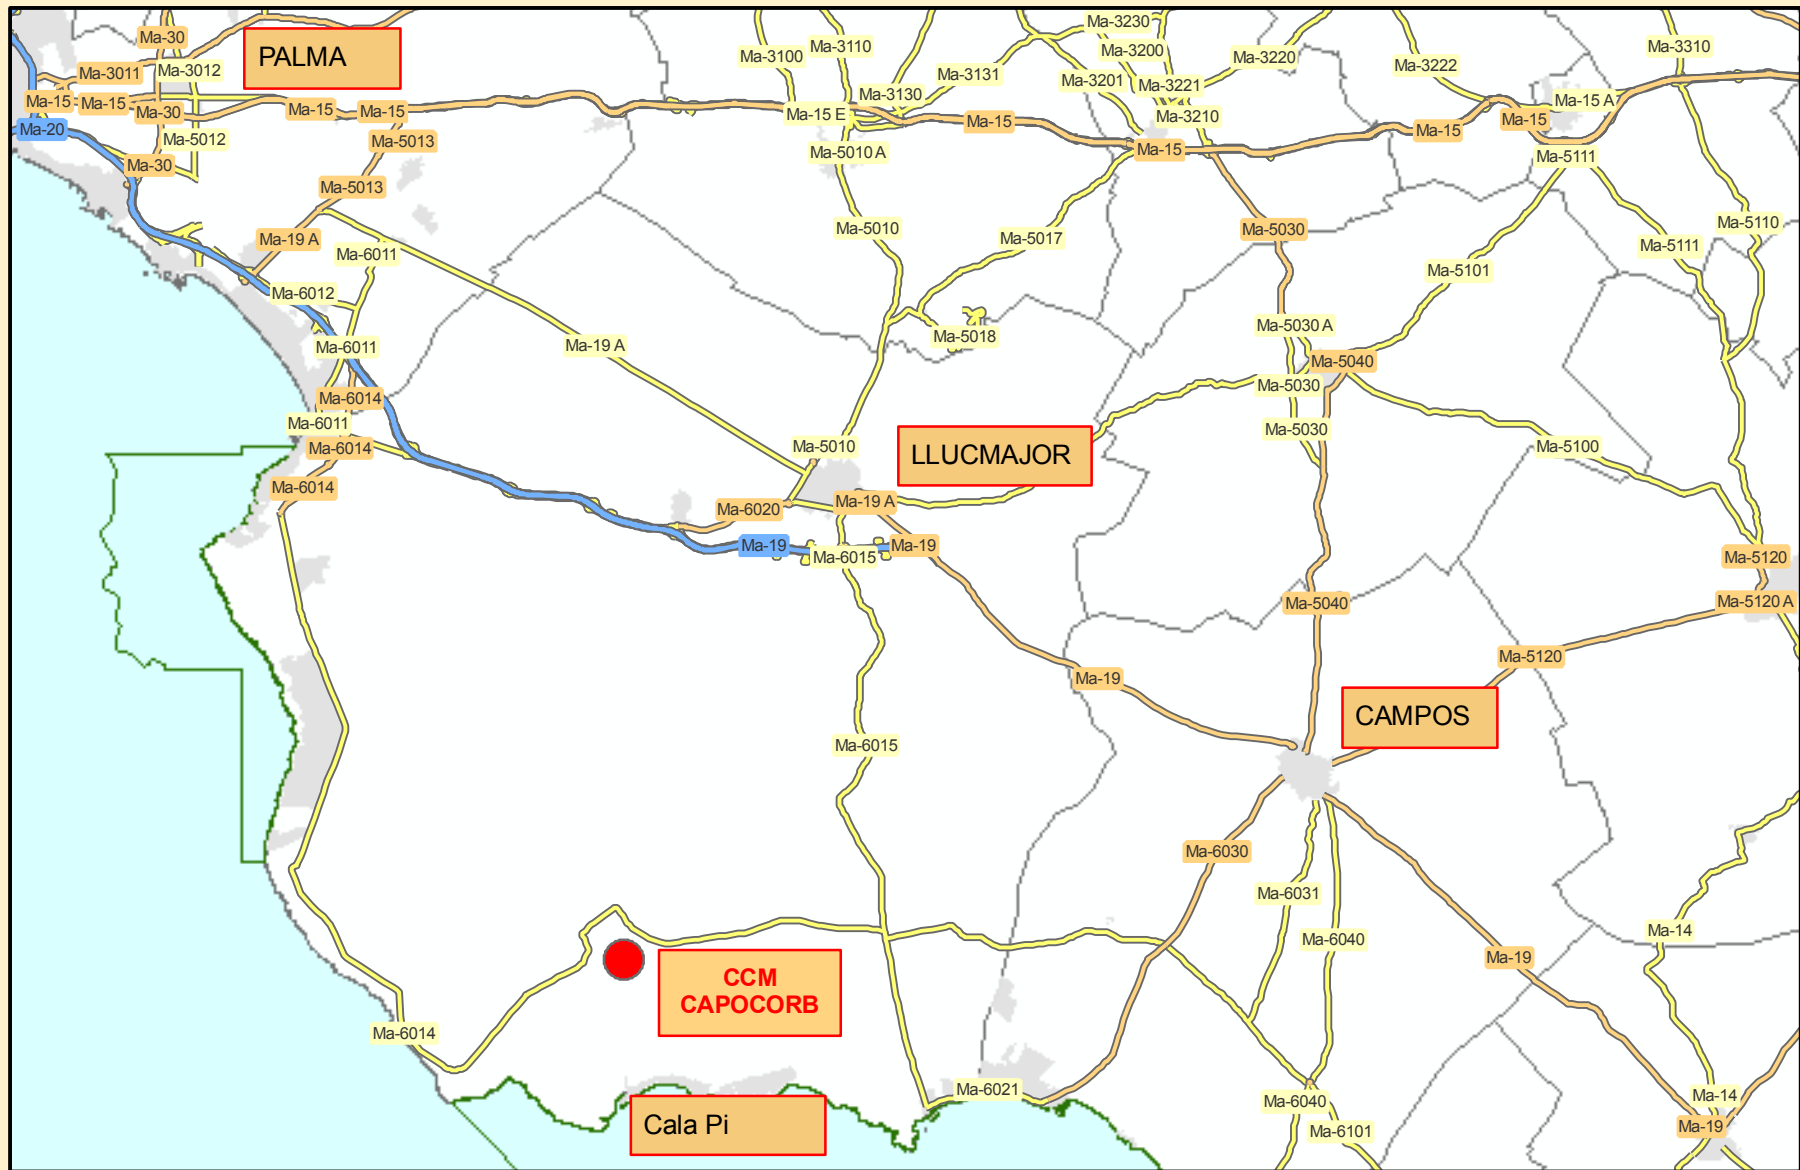 Ma-30
PALMA
Ma-3011
Ma-3012
Ma-15
Ma-15
Ma-30
Ma-15
Ma-15
Ma-20
Ma-5012
Ma-5013
Ma-30
Ma-5013
Ma-19 A
Ma-6011
Ma-6012
Ma-6011
Ma-19 A
Ma-6014
Ma-6011
Ma-6014
Ma-6014
Ma-3100
Ma-3110
Ma-3131
Ma-3130
Ma-15 E
Ma-15
Ma-5010 A
Ma-5010
Ma-5017
Ma-5018
Ma-3230
Ma-3200
Ma-3201
Ma-3221
Ma-3210
Ma-3220
Ma-15
Ma-3222
Ma-3310
Ma-15 A
Ma-15
Ma-15
Ma-5111
Ma-5110
Ma-5111
Ma-5030
Ma-5101
Ma-5030 A
Ma-5040
Ma-5030
Ma-5030
Ma-5100
Ma-5010
LLUCMAJOR
Ma-6020
Ma-19 A
Ma-19
Ma-6015
Ma-19
Ma-5120
Ma-5120 A
Ma-5040
Ma-5120
Ma-19
CAMPOS
Ma-6015
Ma-6030
Ma-6031
Ma-6040
Ma-19
Ma-14
CCM
CAPOCORB
Ma-6014
Ma-6021
Cala Pi
Ma-6040
Ma-6101
Ma-14
Ma-19